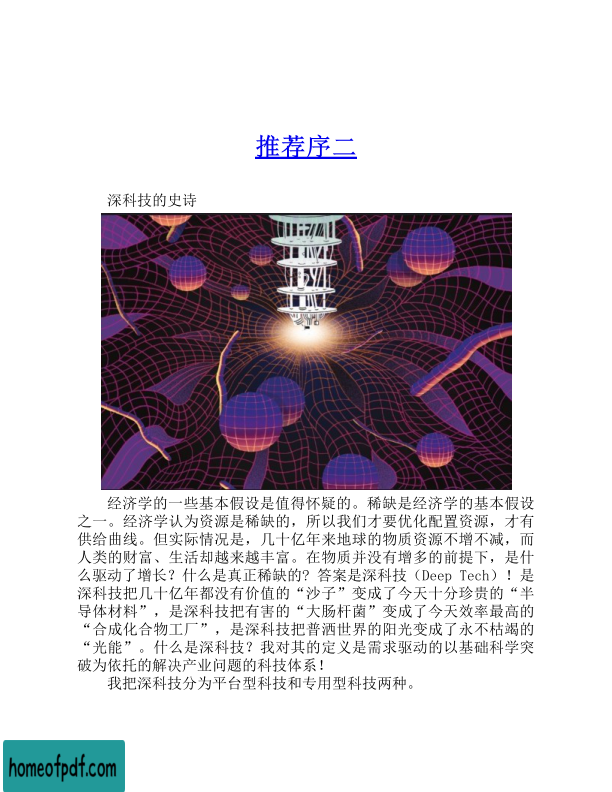 推荐序二
深科技的史诗
经济学的一些基本假设是值得怀疑的。稀缺是经济学的基本假设
之一。经济学认为资源是稀缺的，所以我们才要优化配置资源，才有
供给曲线。但实际情况是，几十亿年来地球的物质资源不增不减，而
人类的财富、生活却越来越丰富。在物质并没有增多的前提下，是什
么驱动了增长？什么是真正稀缺的? 答案是深科技（Deep Tech）！是
深科技把几十亿年都没有价值的“沙子”变成了今天十分珍贵的“半
导体材料”，是深科技把有害的“大肠杆菌”变成了今天效率最高的
“合成化合物工厂”，是深科技把普洒世界的阳光变成了永不枯竭的
“光能”。什么是深科技？我对其的定义是需求驱动的以基础科学突
破为依托的解决产业问题的科技体系！
我把深科技分为平台型科技和专用型科技两种。
homeofpdf.com